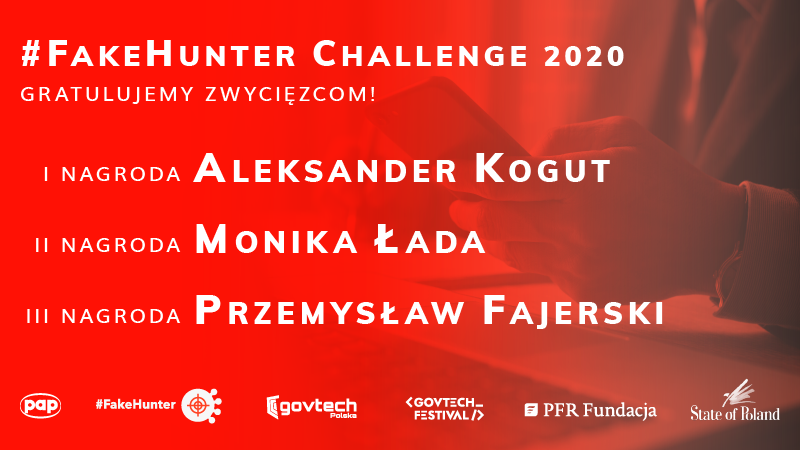 #FakeHunter Challenge 2020
GRATULUJEMY ZWYCIĘZCOM!
I NAGRODA Aleksander Kogut
II NAGRODA Monika Łada
III NAGRODA Przemysław Fajerski
pap
#FakeHunter
govtech
Polska
<GOVTECH_
FESTIVAL/>
PFR Fundacja
State of Poland